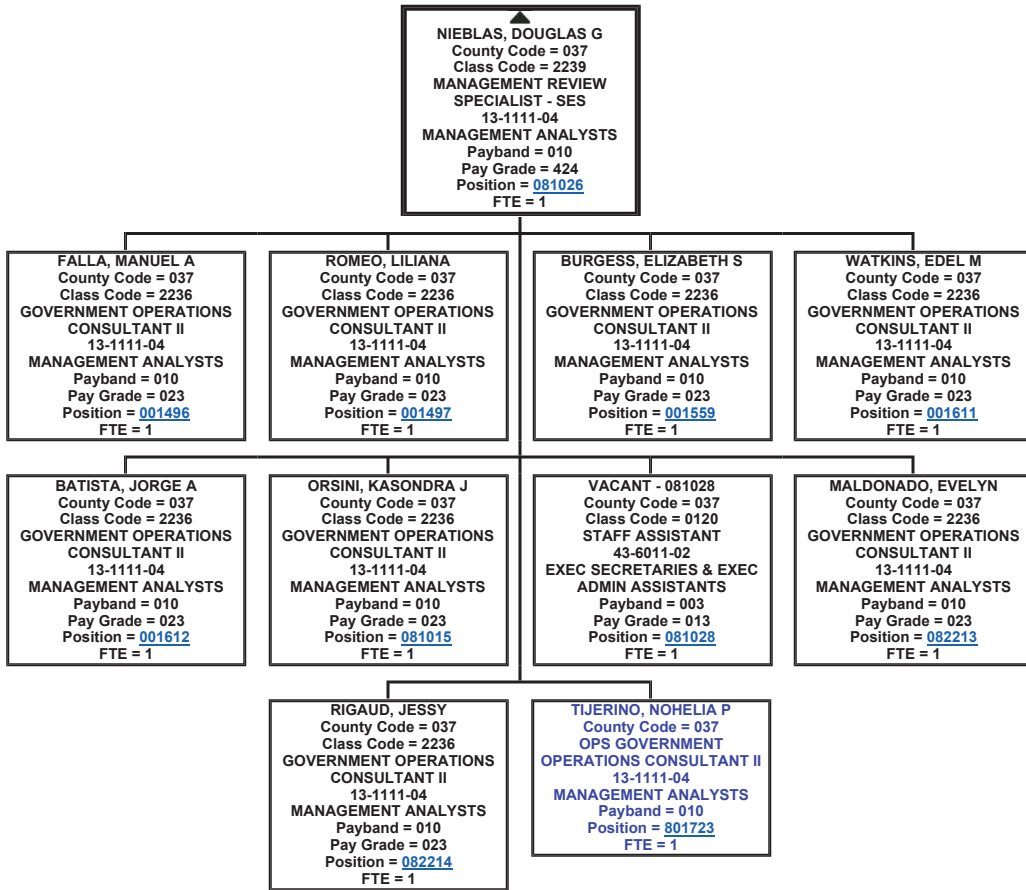 NIEBLAS, DOUGLAS G
County Code = 037
Class Code = 2239
MANAGEMENT REVIEW
SPECIALIST - SES
13-1111-04
MANAGEMENT ANALYSTS
Payband = 010
Pay Grade = 424
Position = 081026
FTE = 1
FALLA, MANUEL A
County Code = 037
Class Code = 2236
GOVERNMENT OPERATIONS
CONSULTANT II
13-1111-04
MANAGEMENT ANALYSTS
Payband = 010
Pay Grade = 023
Position = 001496
FTE = 1
ROMEO, LILIANA
County Code = 037
Class Code = 2236
GOVERNMENT OPERATIONS
CONSULTANT II
13-1111-04
MANAGEMENT ANALYSTS
Payband = 010
Pay Grade = 023
Position = 001497
FTE = 1
BURGESS, ELIZABETH S
County Code = 037
Class Code = 2236
GOVERNMENT OPERATIONS
CONSULTANT II
13-1111-04
MANAGEMENT ANALYSTS
Payband = 010
Pay Grade = 023
Position = 001559
FTE = 1
WATKINS, EDEL M
County Code = 037
Class Code = 2236
GOVERNMENT OPERATIONS
CONSULTANT II
13-1111-04
MANAGEMENT ANALYSTS
Payband = 010
Pay Grade = 023
Position = 001611
FTE = 1
BATISTA, JORGE A
County Code = 037
Class Code = 2236
GOVERNMENT OPERATIONS
CONSULTANT II
13-1111-04
MANAGEMENT ANALYSTS
Payband = 010
Pay Grade = 023
Position = 001612
FTE = 1
ORSINI, KASONDRA J
County Code = 037
Class Code = 2236
GOVERNMENT OPERATIONS
CONSULTANT II
13-1111-04
MANAGEMENT ANALYSTS
Payband = 010
Pay Grade = 023
Position = 081015
FTE = 1
VACANT - 081028
County Code = 037
Class Code = 0120
STAFF ASSISTANT
43-6011-02
EXEC SECRETARIES & EXEC
ADMIN ASSISTANTS
Payband = 003
Pay Grade = 013
Position = 081028
FTE = 1
MALDONADO, EVELYN
County Code = 037
Class Code = 2236
GOVERNMENT OPERATIONS
CONSULTANT II
13-1111-04
MANAGEMENT ANALYSTS
Payband = 010
Pay Grade = 023
Position = 082213
FTE = 1
RIGAUD, JESSY
County Code = 037
Class Code = 2236
GOVERNMENT OPERATIONS
CONSULTANT II
13-1111-04
MANAGEMENT ANALYSTS
Payband = 010
Pay Grade = 023
Position = 082214
FTE = 1
TIJERINO, NOHELIA P
County Code = 037
OPS GOVERNMENT
OPERATIONS CONSULTANT II
13-1111-04
MANAGEMENT ANALYSTS
Payband = 010
Position = 801723
FTE = 1